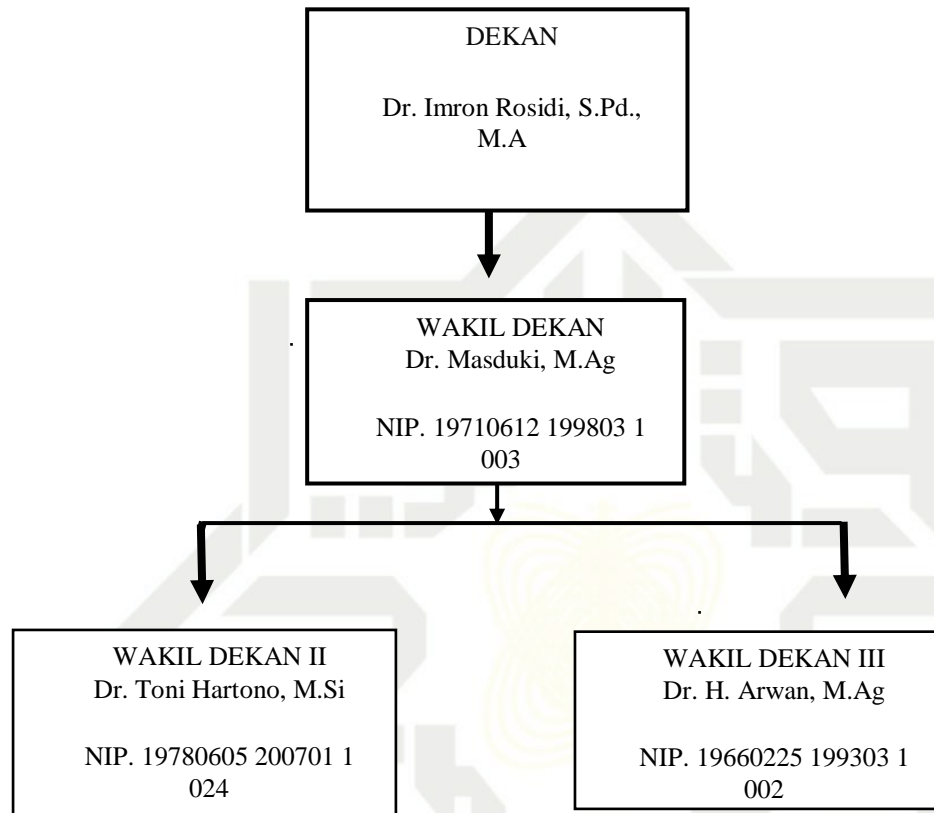 DEKAN
Dr. Imron Rosidi, S.Pd.,
M.A
WAKIL DEKAN
Dr. Masduki, M.Ag
NIP. 19710612 199803 1
003
WAKIL DEKAN II
Dr. Toni Hartono, M.Si
NIP. 19780605 200701 1
024
WAKIL DEKAN III
Dr. H. Arwan, M.Ag
NIP. 19660225 199303 1
002